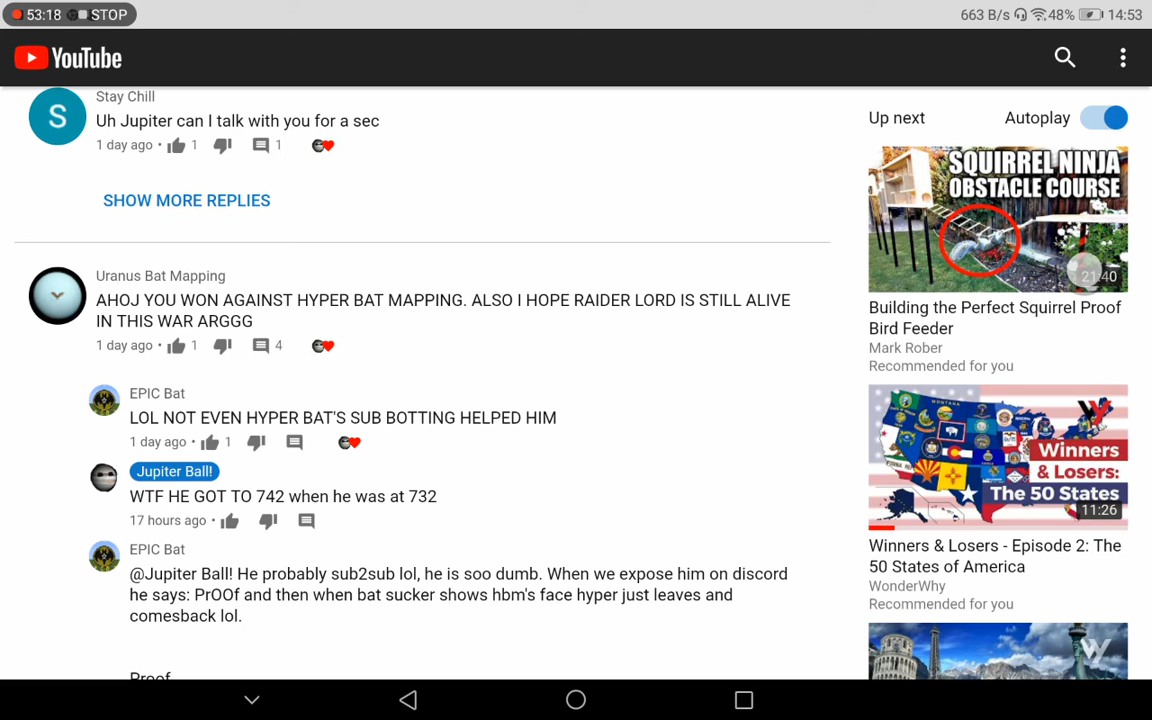 53:18 STOP
663 B/s 48% 14:53
YouTube
Stay Chill
S
Uh Jupiter can I talk with you for a sec
1 day ago • 1 1
SHOW MORE REPLIES
Uranus Bat Mapping
AHOJ YOU WON AGAINST HYPER BAT MAPPING. ALSO I HOPE RAIDER LORD IS STILL ALIVE
IN THIS WAR ARGGG
1 day ago • 1 4
EPIC Bat
LOL NOT EVEN HYPER BAT'S SUB BOTTING HELPED HIM
1 day ago • 1
Jupiter Ball!
WTF HE GOT TO 742 when he was at 732
17 hours ago •
EPIC Bat
@Jupiter Ball! He probably sub2sub lol, he is soo dumb. When we expose him on discord
he says: PrOOf and then when bat sucker shows hbm's face hyper just leaves and
comesback lol.
Proof
Up next Autoplay
SQUIRREL NINJA
OBSTACLE COURSE
21:40
Building the Perfect Squirrel Proof
Bird Feeder
Mark Rober
Recommended for you
MONTANA
Winners
& Losers:
The 50 States
11:26
Winners & Losers - Episode 2: The
50 States of America
WonderWhy
Recommended for you